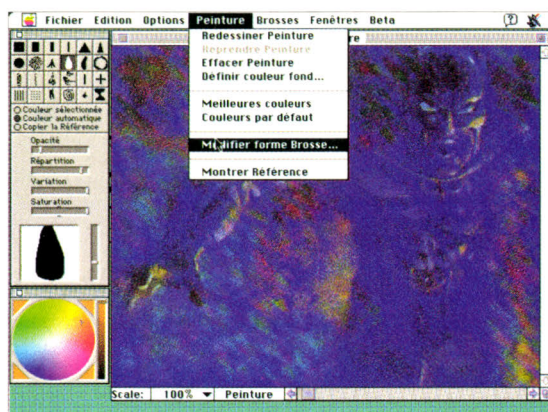 Fichier Edition Options Peinture Brosses Fenêtres Beta
Redessiner Peinture
Reprendre Peinture
Effacer Peinture
Définir couleur fond...
Meilleures couleurs
Couleurs par défaut
Modifier forme Brosse...
Montrer Référence
re
Couleur sélectionnée
Couleur automatique
Copier la Référence
Opacité
Répartition
Variation
Saturation
Scale: 100% Peinture